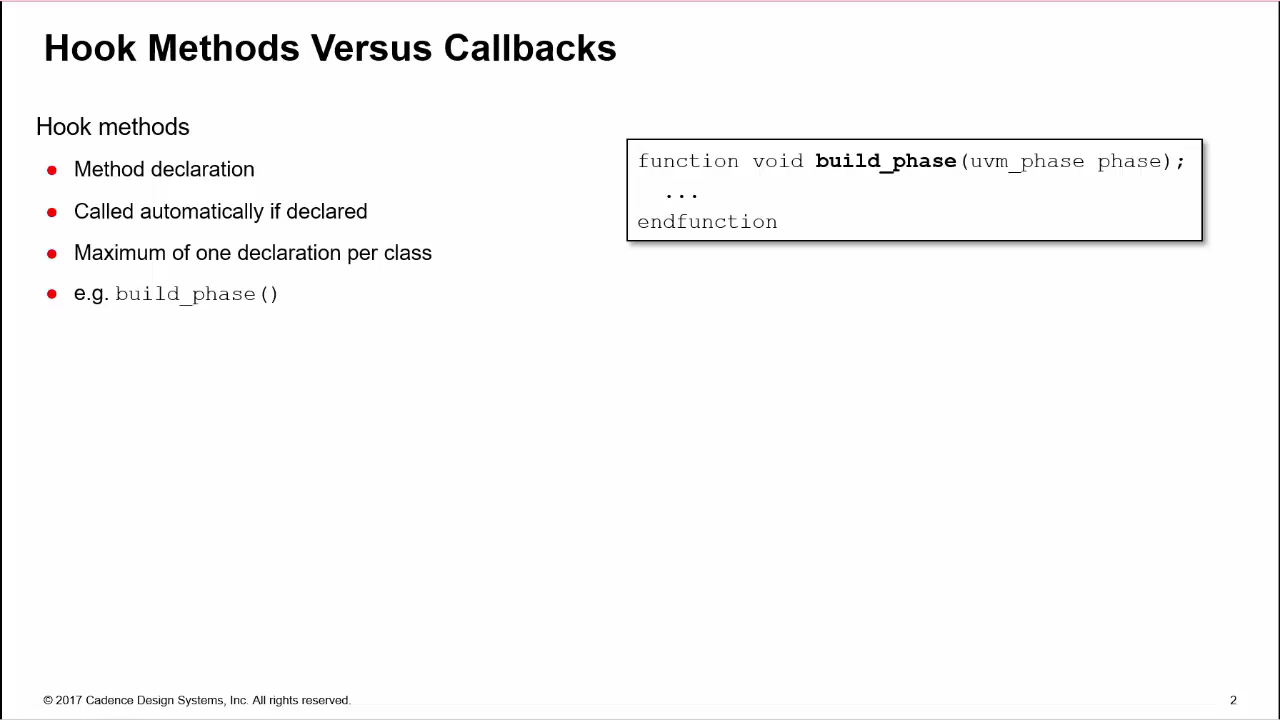 Hook Methods Versus Callbacks
Hook methods
● Method declaration
● Called automatically if declared
● Maximum of one declaration per class
● e.g. build_phase()
function void build_phase(uvm_phase phase);
...
endfunction
© 2017 Cadence Design Systems, Inc. All rights reserved.
2